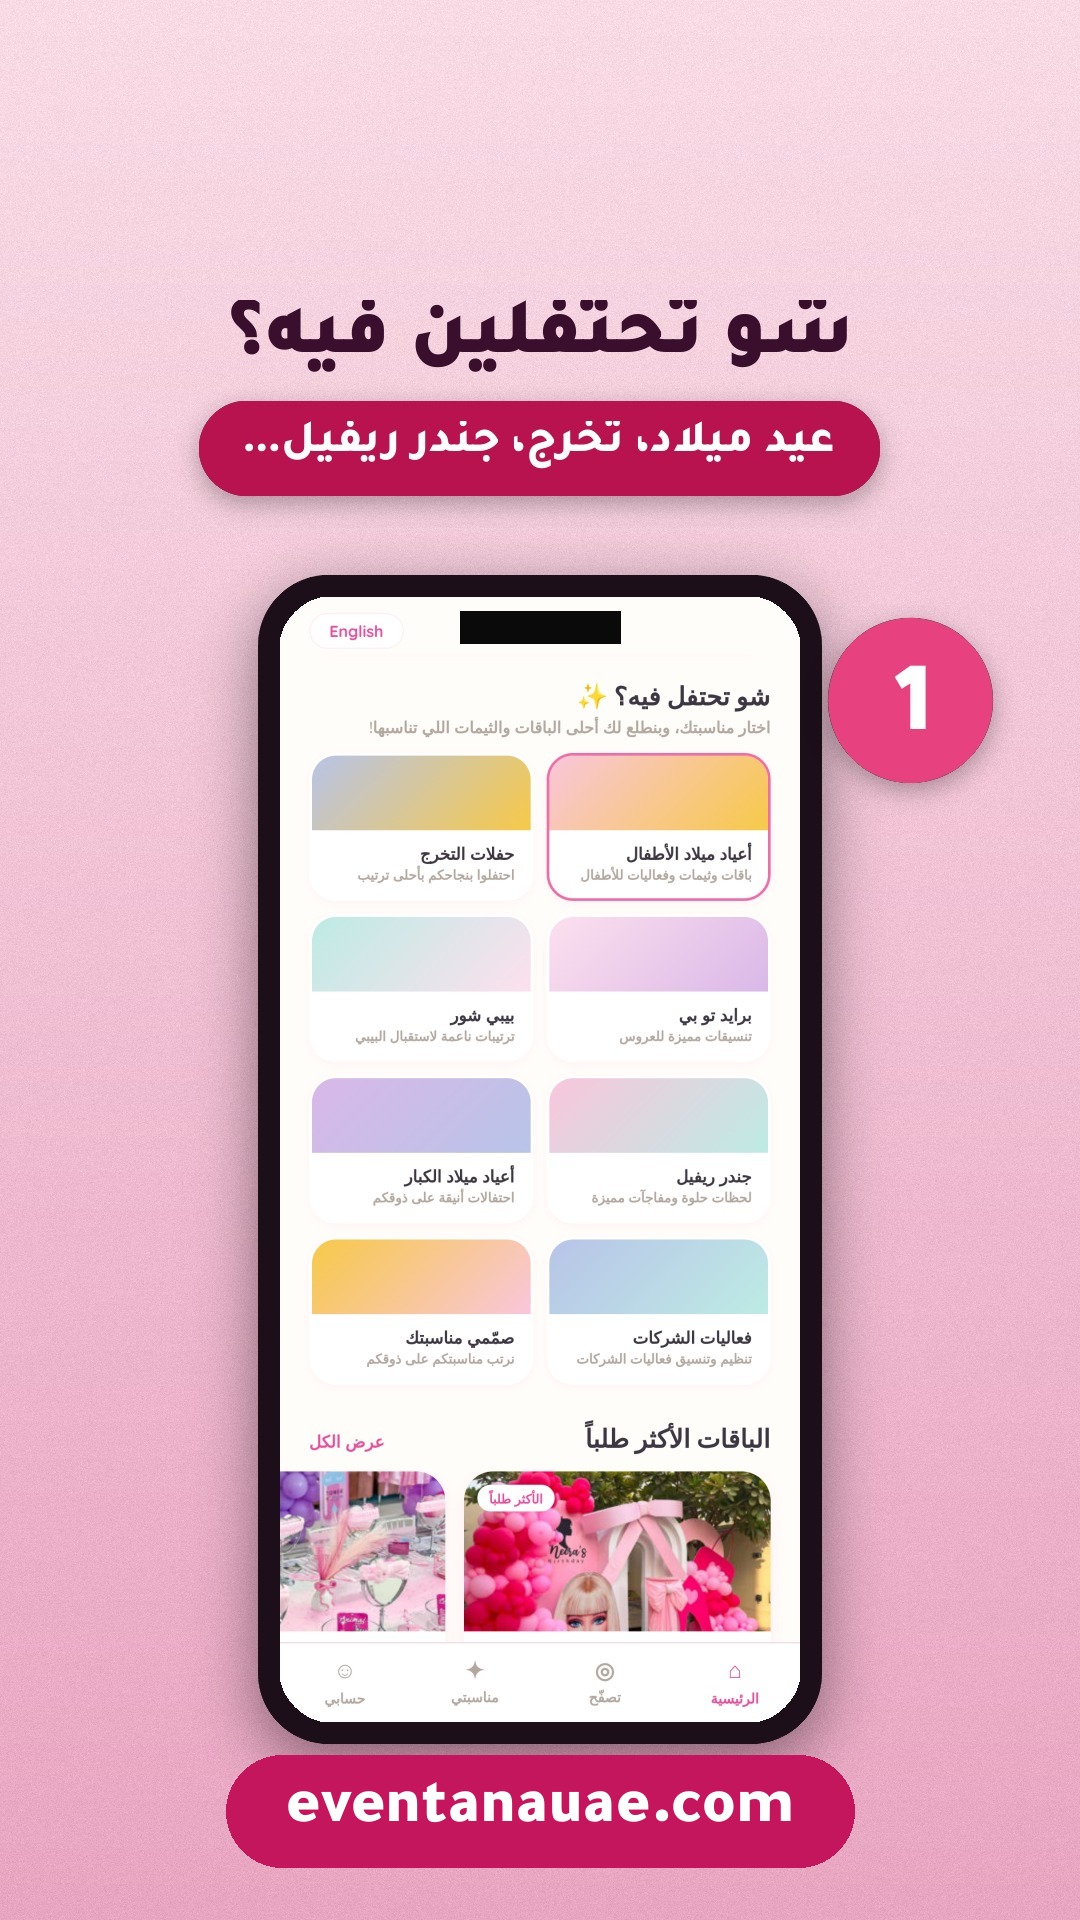 شو تحتفلين فيه؟
عيد ميلاد، تخرج، جندر ريفيل...
1
English
شو تحتفل فيه؟ ✨
اختار مناسبتك، وبنطلع لك أحلى الباقات والثيمات اللي تناسبها!
أعياد ميلاد الأطفال
باقات وثيمات وفعاليات للأطفال
حفلات التخرج
احتفلوا بنجاحكم بأحلى ترتيب
برايد تو بي
تنسيقات مميزة للعروس
بيبي شور
ترتيبات ناعمة لاستقبال البيبي
جندر ريفيل
لحظات حلوة ومفاجآت مميزة
أعياد ميلاد الكبار
احتفالات أنيقة على ذوقكم
فعاليات الشركات
تنظيم وتنسيق فعاليات الشركات
صمّمي مناسبتك
نرتب مناسبتكم على ذوقكم
الباقات الأكثر طلباً
عرض الكل
الأكثر طلباً
Neera's
birthday
الرئيسية
تصفّح
مناسبتي
حسابي
eventanauae.com